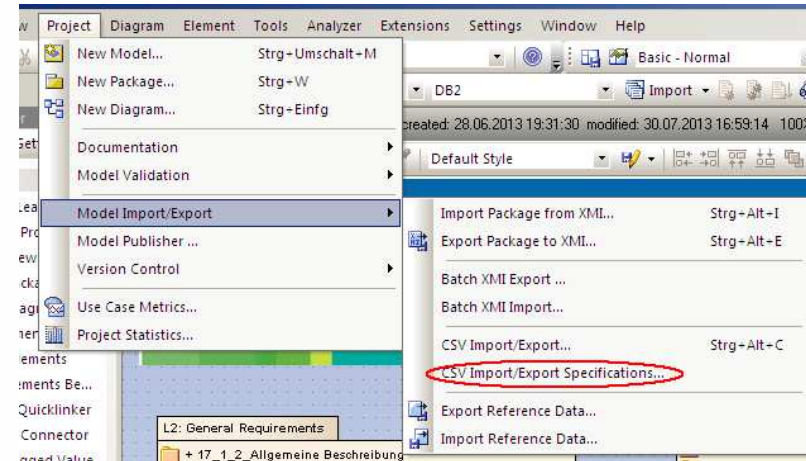 Project Diagram Element Tools Analyzer Extensions Settings Window Help
New Model... Strg+Umschalt+M
Basic - Normal
New Package... Strg+W
DB2 Import
New Diagram... Strg+Einfg
created: 28.06.2013 19:31:30 modified: 30.07.2013 16:59:14 100%
Documentation
Default Style
Model Validation
Model Import/Export
Import Package from XMI... Strg+Alt+I
Model Publisher ...
Export Package to XMI... Strg+Alt+E
Version Control
Batch XMI Export ...
Use Case Metrics...
Batch XMI Import...
Project Statistics...
CSV Import/Export... Strg+Alt+C
ements
CSV Import/Export Specifications...
ements Be...
Quicklinker
Export Reference Data...
L2: General Requirements
Connector
Import Reference Data...
+ 17_1_2_Allgemeine Beschreibung
Value